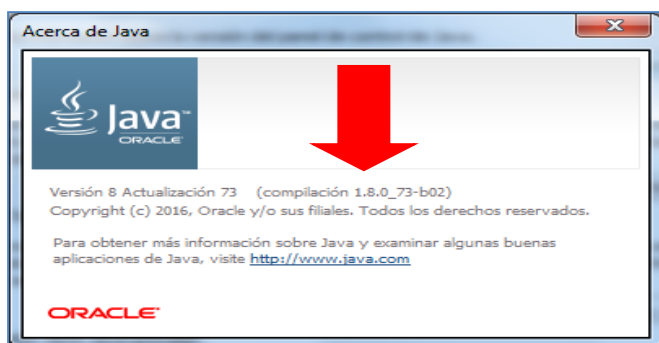 Acerca de Java
Java™
ORACLE
Versión 8 Actualización 73 (compilación 1.8.0_73-b02)
Copyright (c) 2016, Oracle y/o sus filiales. Todos los derechos reservados.
Para obtener más información sobre Java y examinar algunas buenas
aplicaciones de Java, visite http://www.java.com
ORACLE